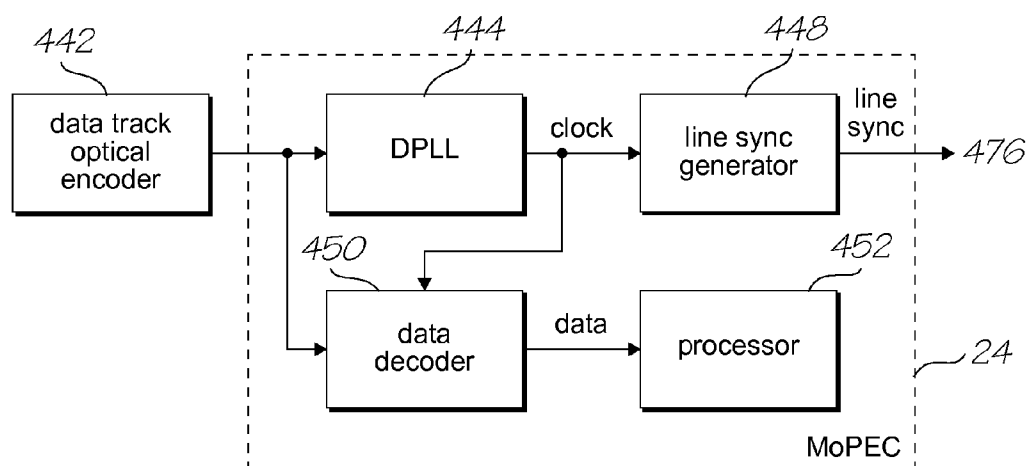 442
444
448
data track
optical
encoder
DPLL
clock
line sync
generator
line
sync
476
450
452
data
decoder
data
processor
24
MoPEC